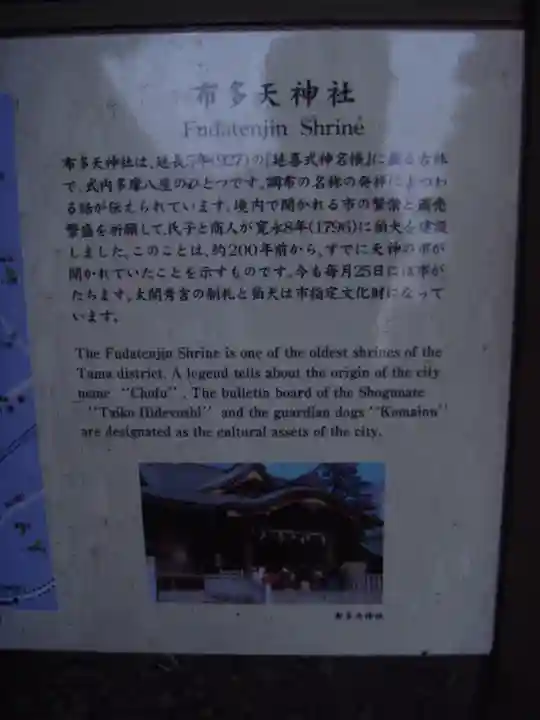 布多天神社
Fudatenjin Shrine
布多天神社は、延長5年(927)の『延喜式神名帳』に載る古社
で、式内多摩八座のひとつです。調布の名称の発祥にまつわ
る話が伝えられています。境内で開かれる市の繁栄と商売
繁盛を祈願して、氏子と商人が寛永8年(1796)に狛犬を建設
しました。このことは、約200年前から、すでに天神の市が
開かれていたことを示すものです。今も毎月25日には市が
たちます。太閤秀吉の制札と狛犬は市指定文化財になって
います。
The Fudatenjin Shrine is one of the oldest shrines of the
Tama district. A legend tells about the origin of the city
name "Chofu". The bulletin board of the Shogunate
"Taiko Hideyoshi" and the guardian dogs "Komainu"
are designated as the cultural assets of the city.
布多天神社